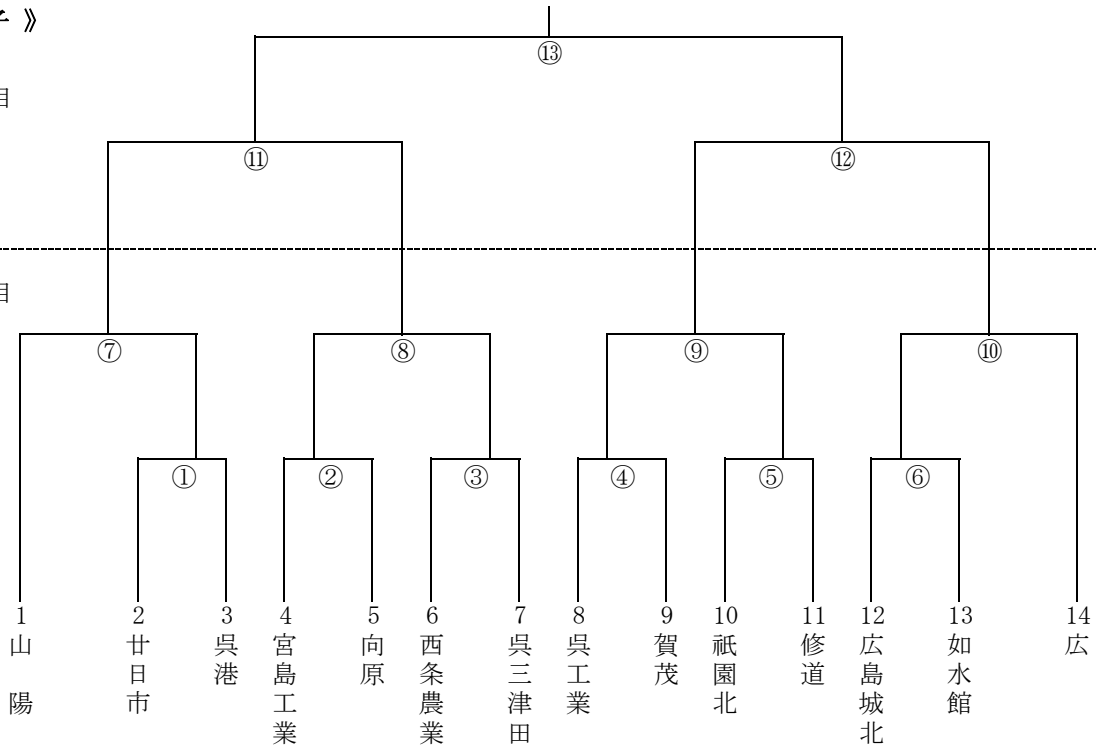 》
⑬
⑪ ⑫
⑦ ⑧ ⑨ ⑩
① ② ③ ④ ⑤ ⑥
1 2 3 4 5 6 7 8 9 10 11 12 13 14
山陽
廿日市
呉港
宮島工業
向原
西条農業
呉三津田
呉工業
賀茂
祇園北
修道
広島城北
如水館
広